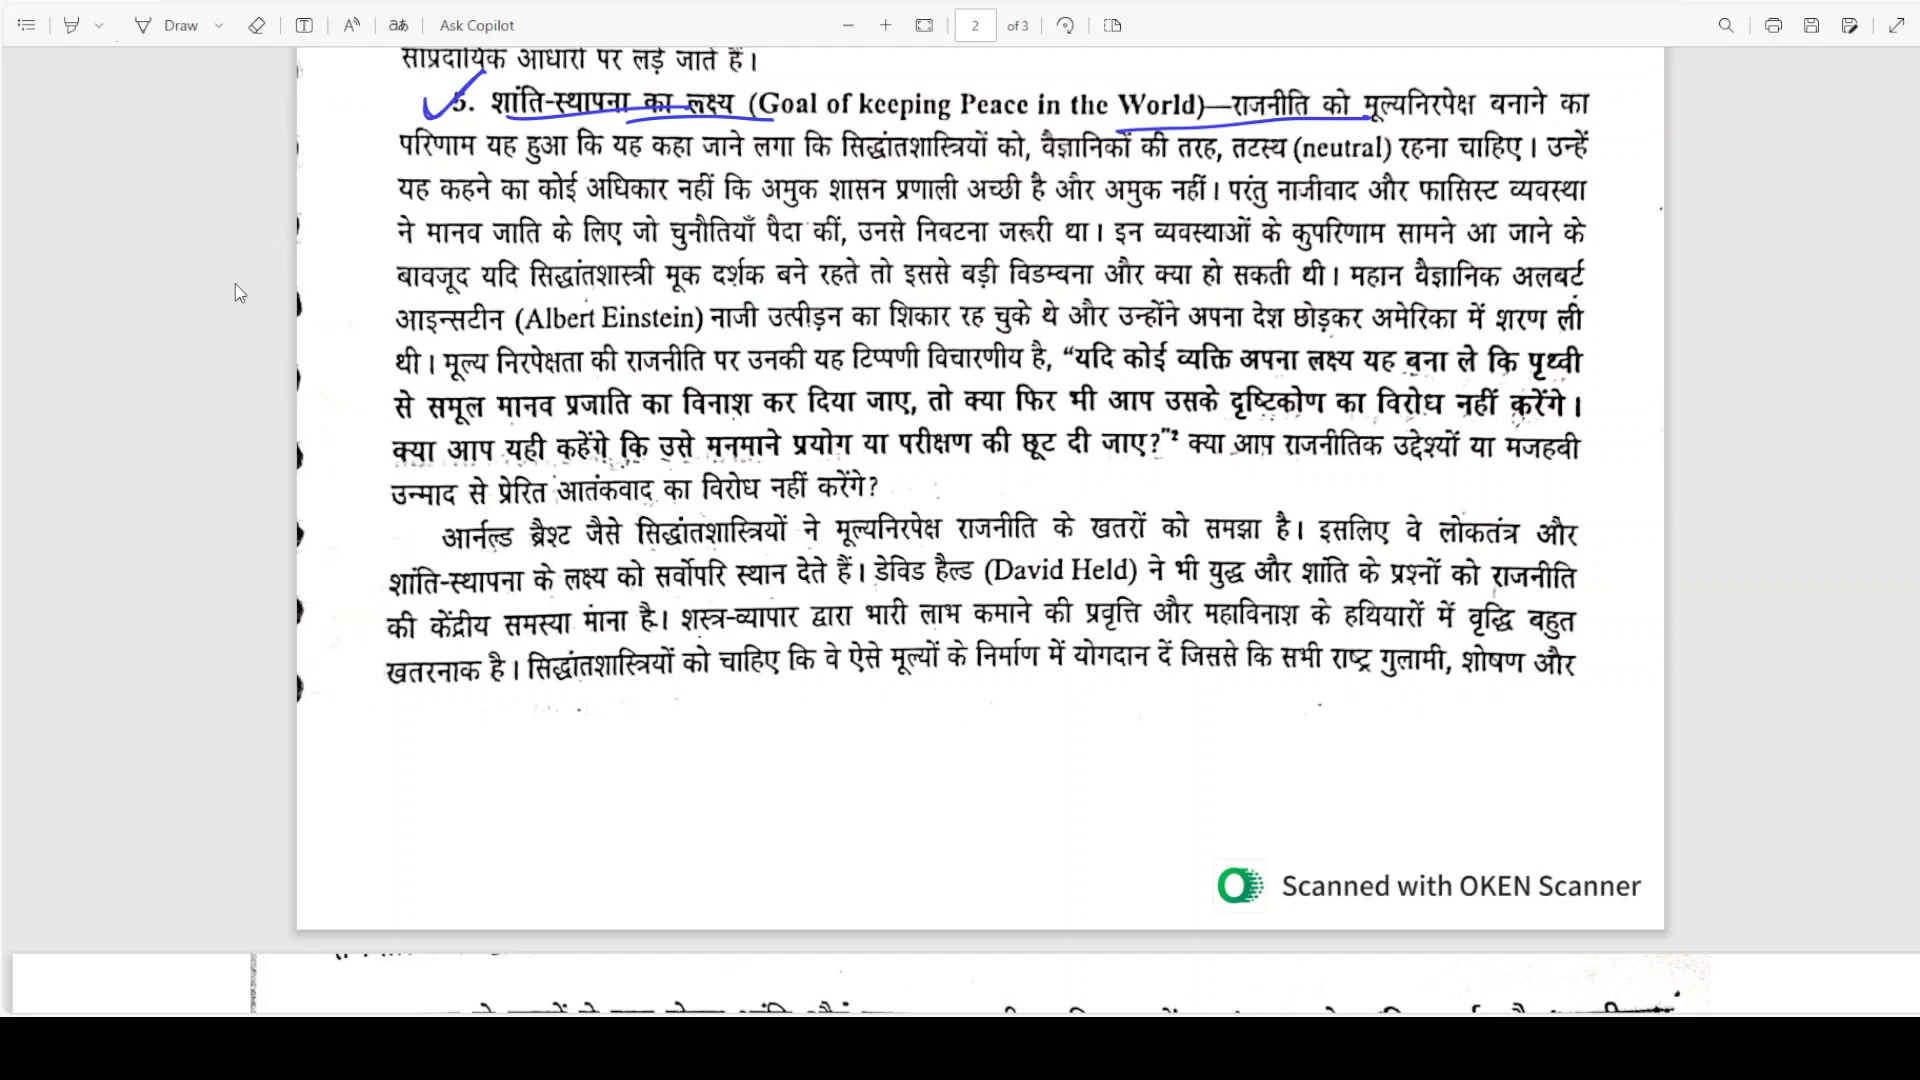 Draw
Ask Copilot
2 of 3
सांप्रदायिक आधारों पर लड़े जाते हैं।
5. शांति-स्थापना का लक्ष्य (Goal of keeping Peace in the World)—राजनीति को मूल्यनिरपेक्ष बनाने का
परिणाम यह हुआ कि यह कहा जाने लगा कि सिद्धांतशास्त्रियों को, वैज्ञानिकों की तरह, तटस्थ (neutral) रहना चाहिए। उन्हें
यह कहने का कोई अधिकार नहीं कि अमुक शासन प्रणाली अच्छी है और अमुक नहीं। परंतु नाजीवाद और फासिस्ट व्यवस्था
ने मानव जाति के लिए जो चुनौतियाँ पैदा कीं, उनसे निबटना जरूरी था। इन व्यवस्थाओं के कुपरिणाम सामने आ जाने के
बावजूद यदि सिद्धांतशास्त्री मूक दर्शक बने रहते तो इससे बड़ी विडम्बना और क्या हो सकती थी। महान वैज्ञानिक अलबर्ट
आइन्सटीन (Albert Einstein) नाजी उत्पीड़न का शिकार रह चुके थे और उन्होंने अपना देश छोड़कर अमेरिका में शरण ली
थी। मूल्य निरपेक्षता की राजनीति पर उनकी यह टिप्पणी विचारणीय है, “यदि कोई व्यक्ति अपना लक्ष्य यह बना ले कि पृथ्वी
से समूल मानव प्रजाति का विनाश कर दिया जाए, तो क्या फिर भी आप उसके दृष्टिकोण का विरोध नहीं करेंगे।
क्या आप यही कहेंगे कि उसे मनमाने प्रयोग या परीक्षण की छूट दी जाए?”² क्या आप राजनीतिक उद्देश्यों या मजहबी
उन्माद से प्रेरित आतंकवाद का विरोध नहीं करेंगे?
आर्नल्ड ब्रैश्ट जैसे सिद्धांतशास्त्रियों ने मूल्यनिरपेक्ष राजनीति के खतरों को समझा है। इसलिए वे लोकतंत्र और
शांति-स्थापना के लक्ष्य को सर्वोपरि स्थान देते हैं। डेविड हैल्ड (David Held) ने भी युद्ध और शांति के प्रश्नों को राजनीति
की केंद्रीय समस्या माना है। शस्त्र-व्यापार द्वारा भारी लाभ कमाने की प्रवृत्ति और महाविनाश के हथियारों में वृद्धि बहुत
खतरनाक है। सिद्धांतशास्त्रियों को चाहिए कि वे ऐसे मूल्यों के निर्माण में योगदान दें जिससे कि सभी राष्ट्र गुलामी, शोषण और
Scanned with OKEN Scanner